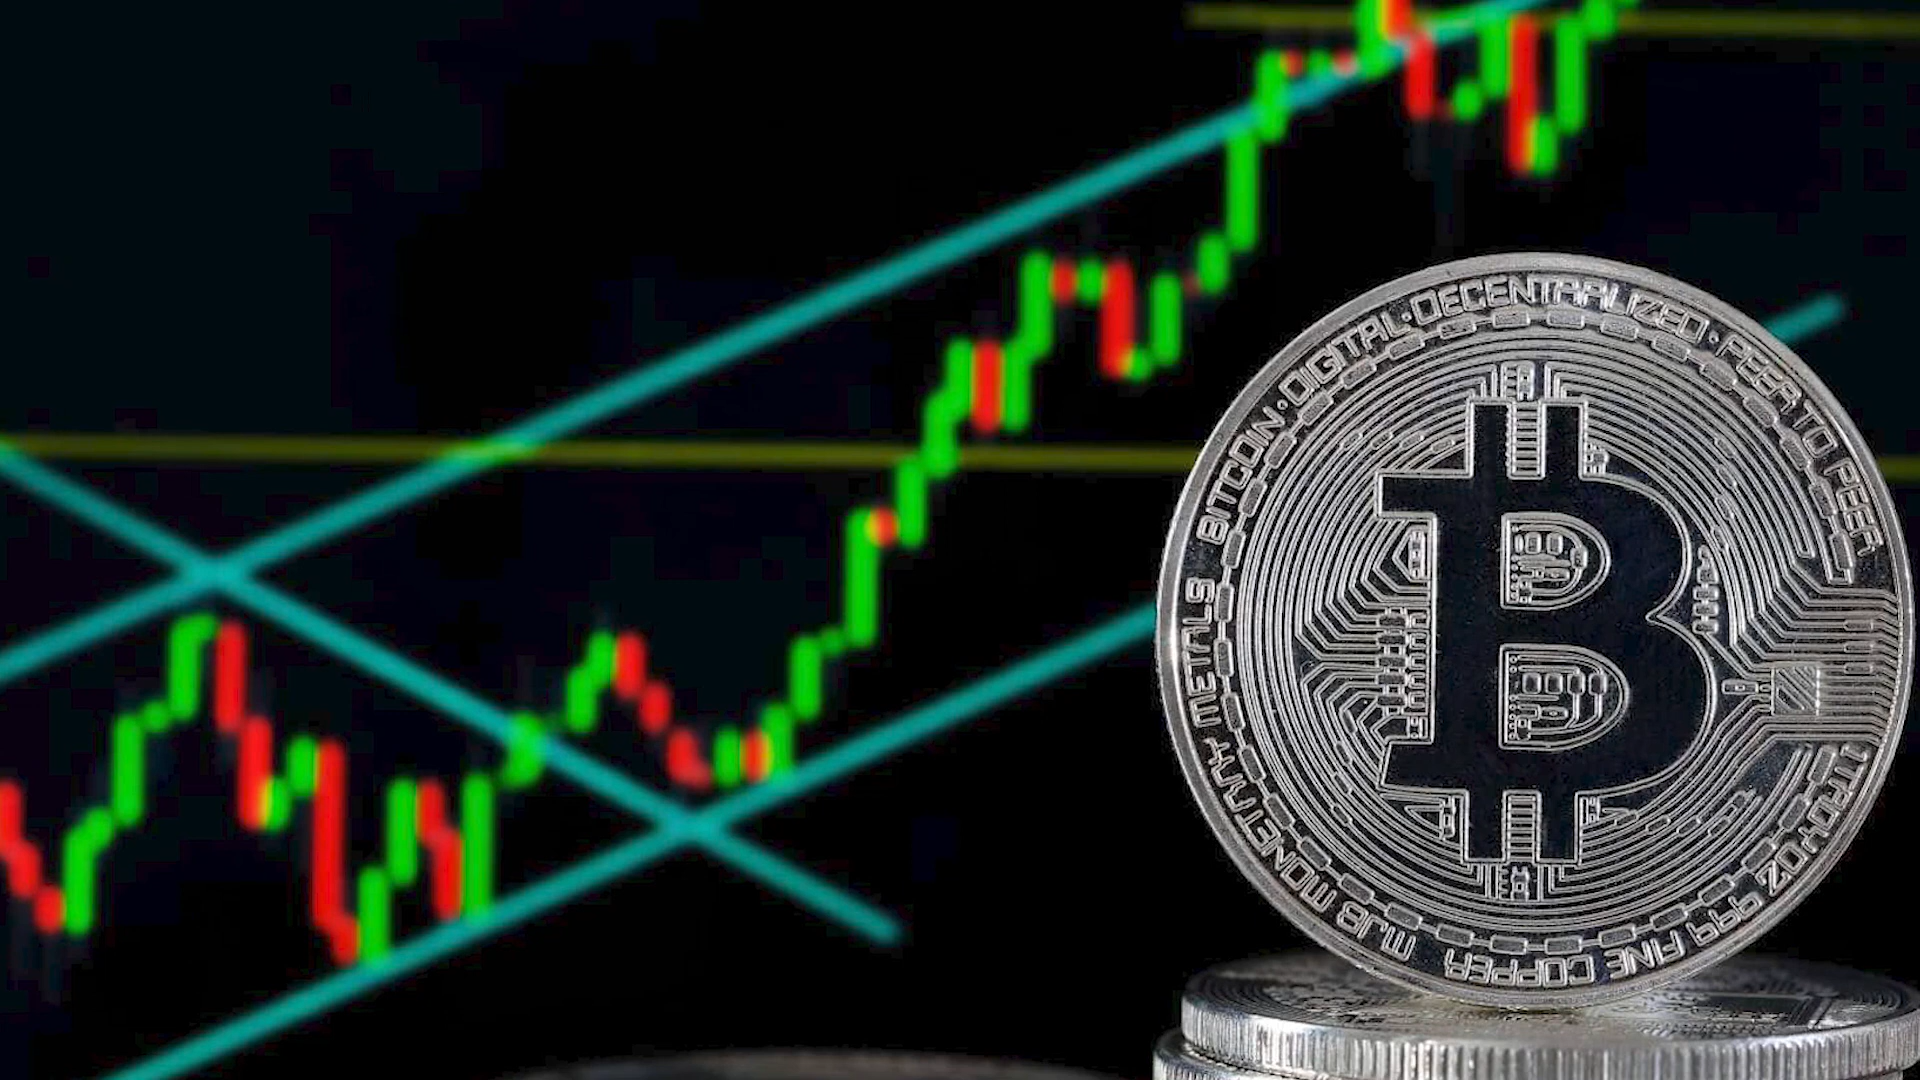 BITCOIN · DIGITAL · DECENTRALIZED · PEER TO PEER
1 TROY OZ 999 FINE COPPER MJB MONETARY METALS